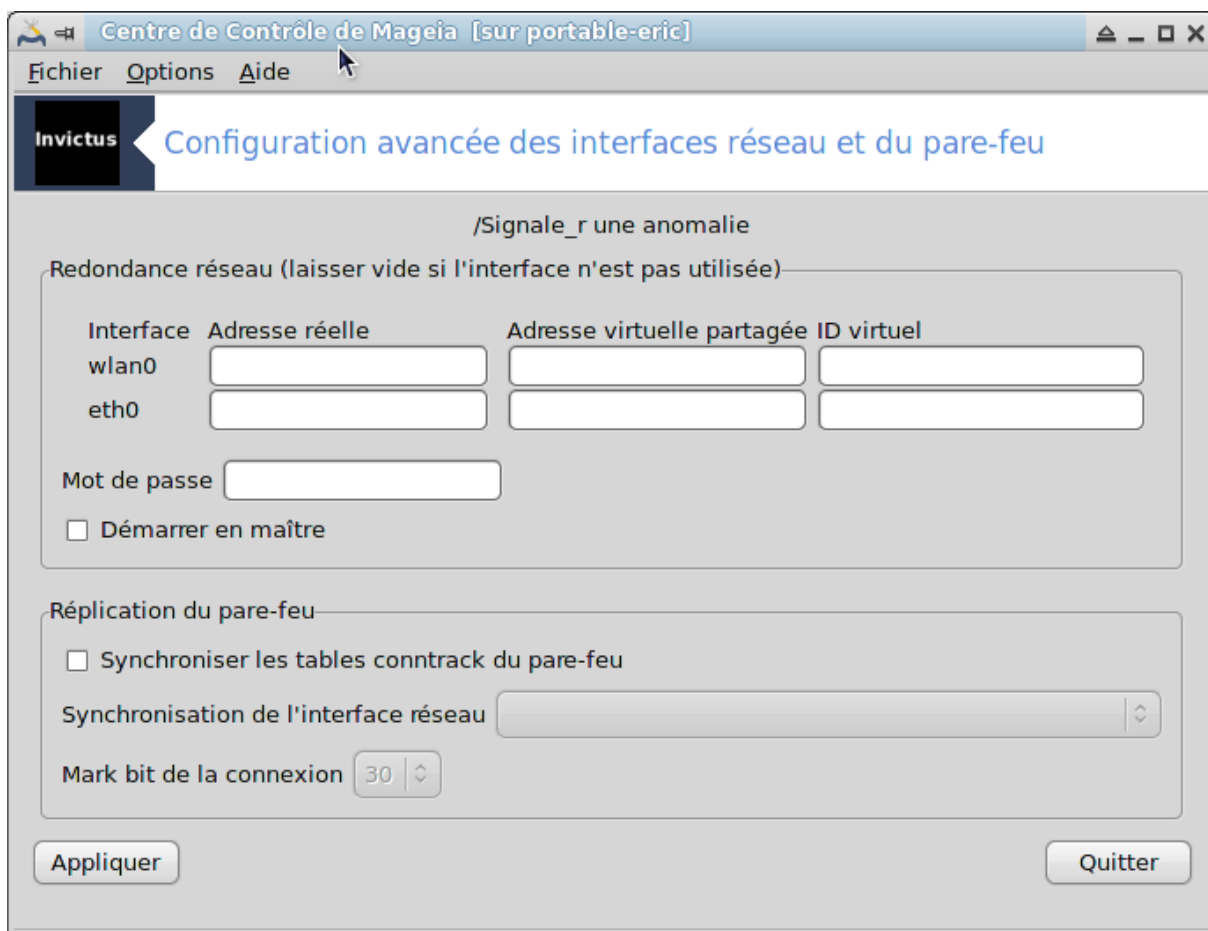 Centre de Contrôle de Mageia [sur portable-eric]
Fichier Options Aide
Invictus
Configuration avancée des interfaces réseau et du pare-feu
/Signale_r une anomalie
Redondance réseau (laisser vide si l'interface n'est pas utilisée)
Interface Adresse réelle Adresse virtuelle partagée ID virtuel
wlan0
eth0
Mot de passe
Démarrer en maître
Réplication du pare-feu
Synchroniser les tables conntrack du pare-feu
Synchronisation de l'interface réseau
Mark bit de la connexion 30
Appliquer Quitter